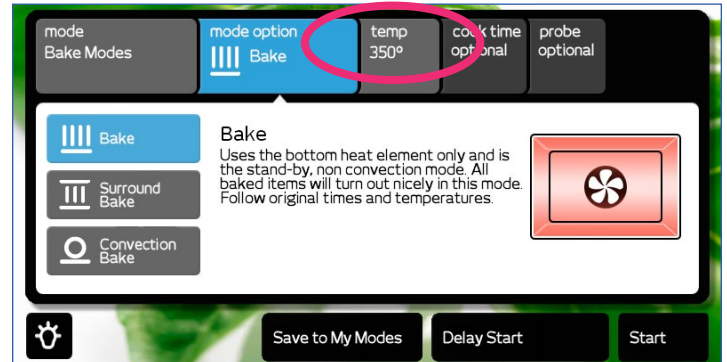 mode
Bake Modes
mode option
Bake
temp
350°
cook time
optional
probe
optional
Bake
Surround
Bake
Convection
Bake
Bake
Uses the bottom heat element only and is
the stand-by, non convection mode. All
baked items will turn out nicely in this mode.
Follow original times and temperatures.
Save to My Modes
Delay Start
Start